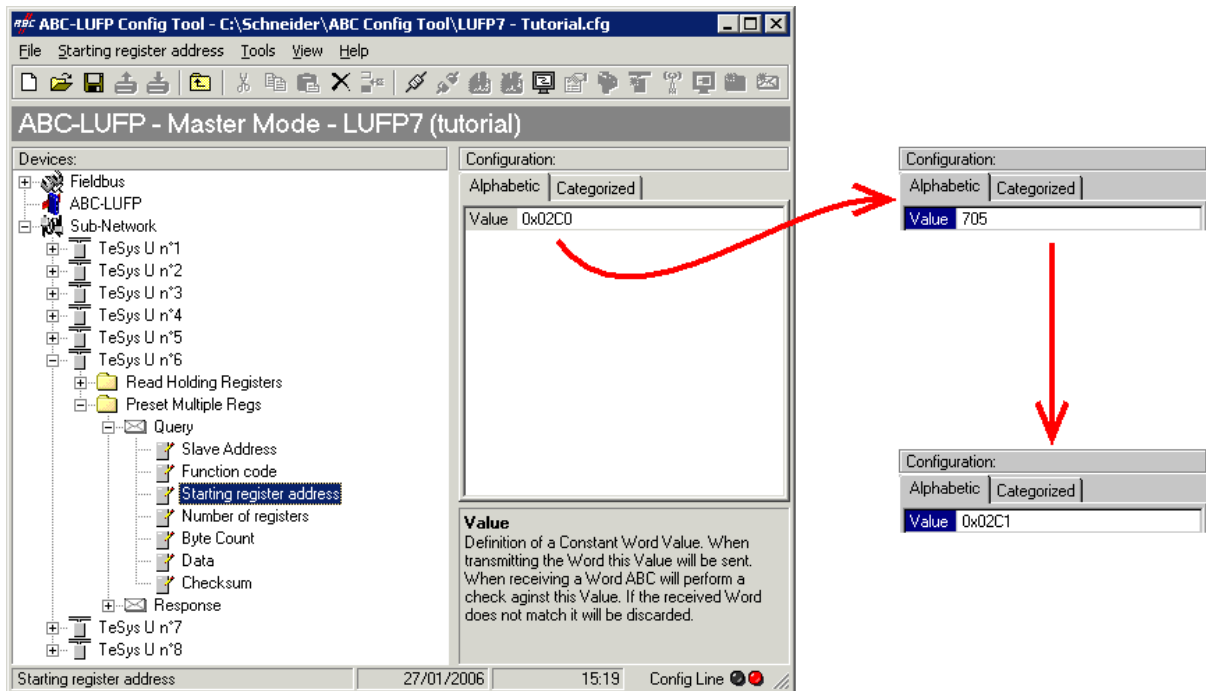 ABC-LUFP Config Tool - C:\Schneider\ABC Config Tool\LUFP7 - Tutorial.cfg
File Starting register address Tools View Help
ABC-LUFP - Master Mode - LUFP7 (tutorial)
Devices:
Fieldbus
ABC-LUFP
Sub-Network
TeSys U n°1
TeSys U n°2
TeSys U n°3
TeSys U n°4
TeSys U n°5
TeSys U n°6
Read Holding Registers
Preset Multiple Regs
Query
Slave Address
Function code
Starting register address
Number of registers
Byte Count
Data
Checksum
Response
TeSys U n°7
TeSys U n°8
Configuration:
Alphabetic Categorized
Value 0x02C0
Value
Definition of a Constant Word Value. When
transmitting the Word this Value will be sent.
When receiving a Word ABC will perform a
check aginst this Value. If the received Word
does not match it will be discarded.
Starting register address 27/01/2006 15:19 Config Line
Configuration:
Alphabetic Categorized
Value 705
Configuration:
Alphabetic Categorized
Value 0x02C1